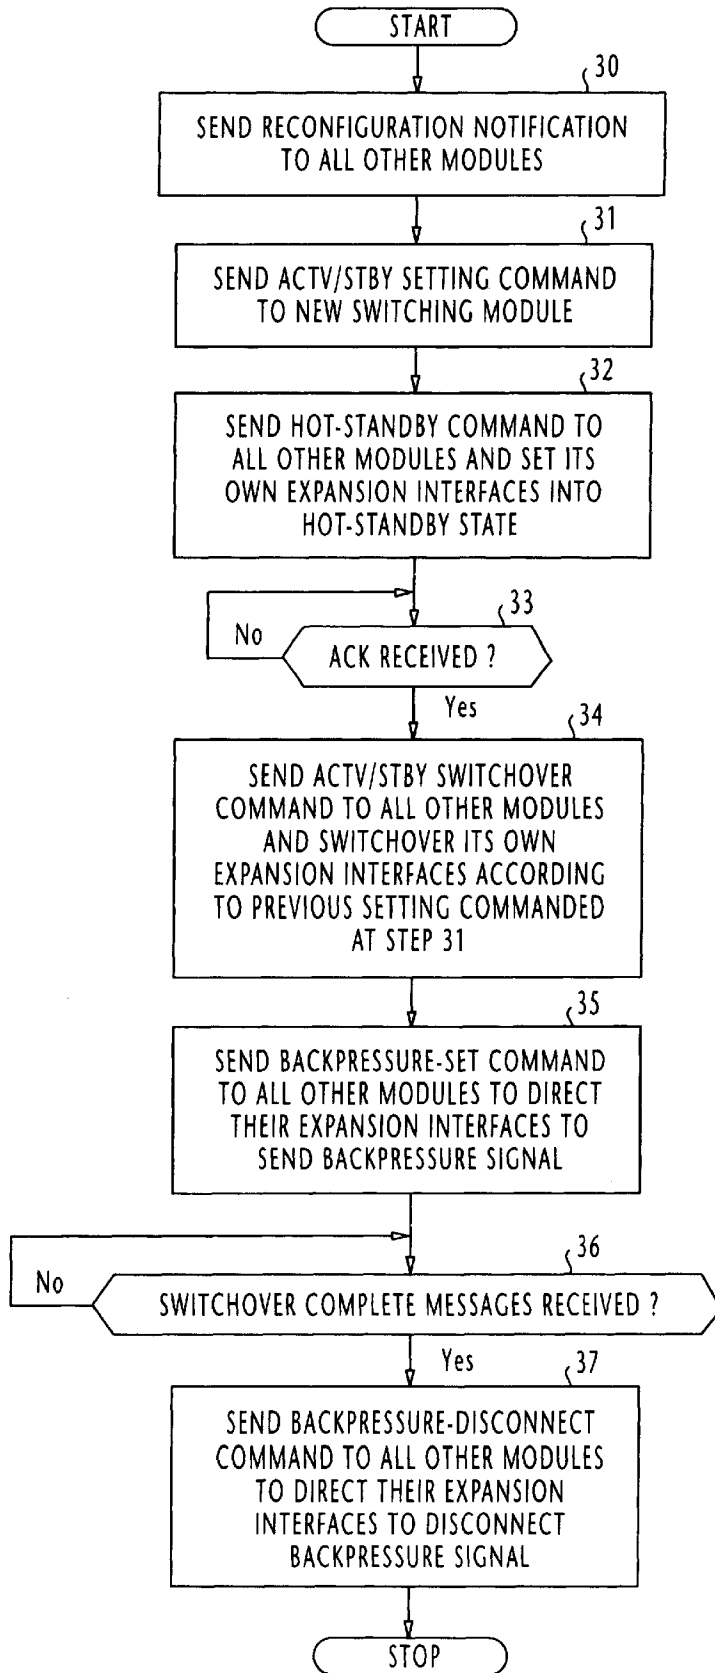 START
30
SEND RECONFIGURATION NOTIFICATION
TO ALL OTHER MODULES
31
SEND ACTV/STBY SETTING COMMAND
TO NEW SWITCHING MODULE
32
SEND HOT-STANDBY COMMAND TO
ALL OTHER MODULES AND SET ITS
OWN EXPANSION INTERFACES INTO
HOT-STANDBY STATE
33
No
ACK RECEIVED ?
Yes
34
SEND ACTV/STBY SWITCHOVER
COMMAND TO ALL OTHER MODULES
AND SWITCHOVER ITS OWN
EXPANSION INTERFACES ACCORDING
TO PREVIOUS SETTING COMMANDED
AT STEP 31
35
SEND BACKPRESSURE-SET COMMAND
TO ALL OTHER MODULES TO DIRECT
THEIR EXPANSION INTERFACES TO
SEND BACKPRESSURE SIGNAL
36
No
SWITCHOVER COMPLETE MESSAGES RECEIVED ?
Yes
37
SEND BACKPRESSURE-DISCONNECT
COMMAND TO ALL OTHER MODULES
TO DIRECT THEIR EXPANSION
INTERFACES TO DISCONNECT
BACKPRESSURE SIGNAL
STOP